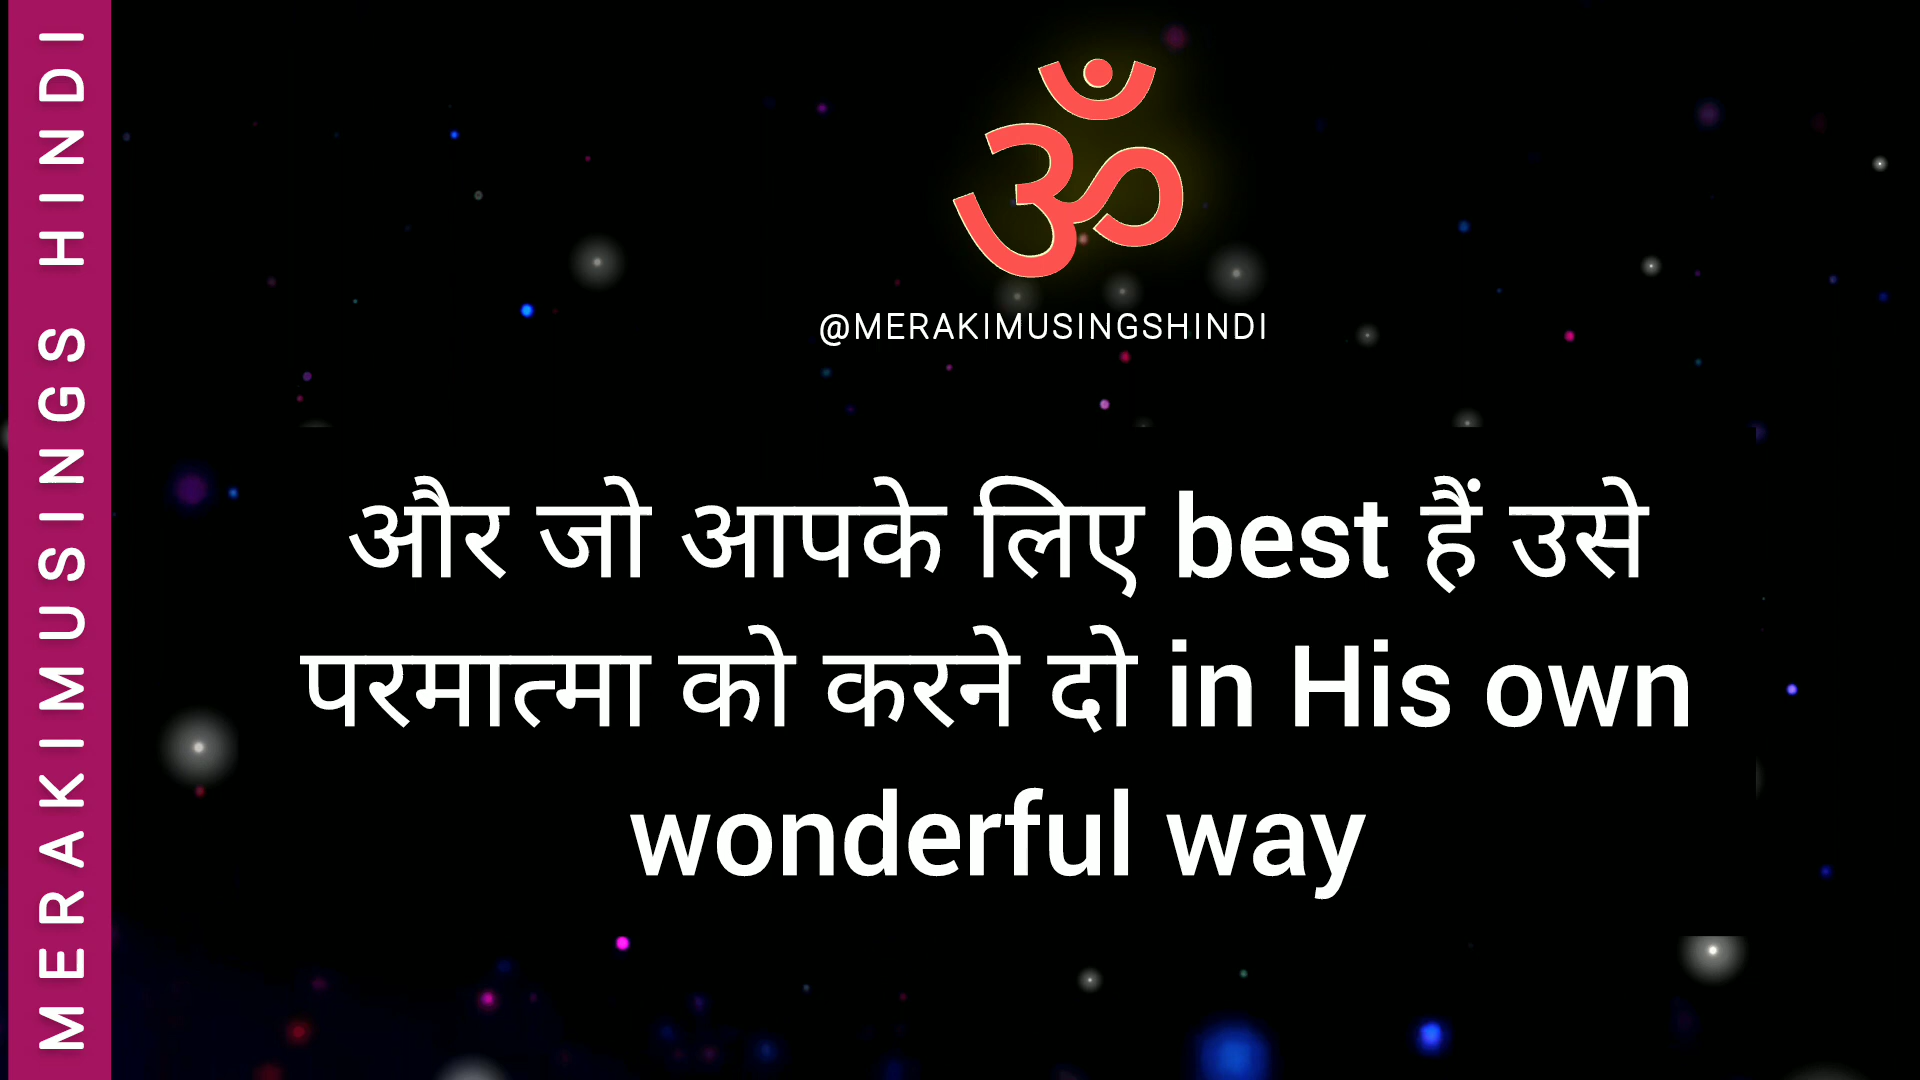 MERAKIMUSINGS HINDI
ॐ
@MERAKIMUSINGSHINDI
और जो आपके लिए best हैं उसे
परमात्मा को करने दो in His own
wonderful way